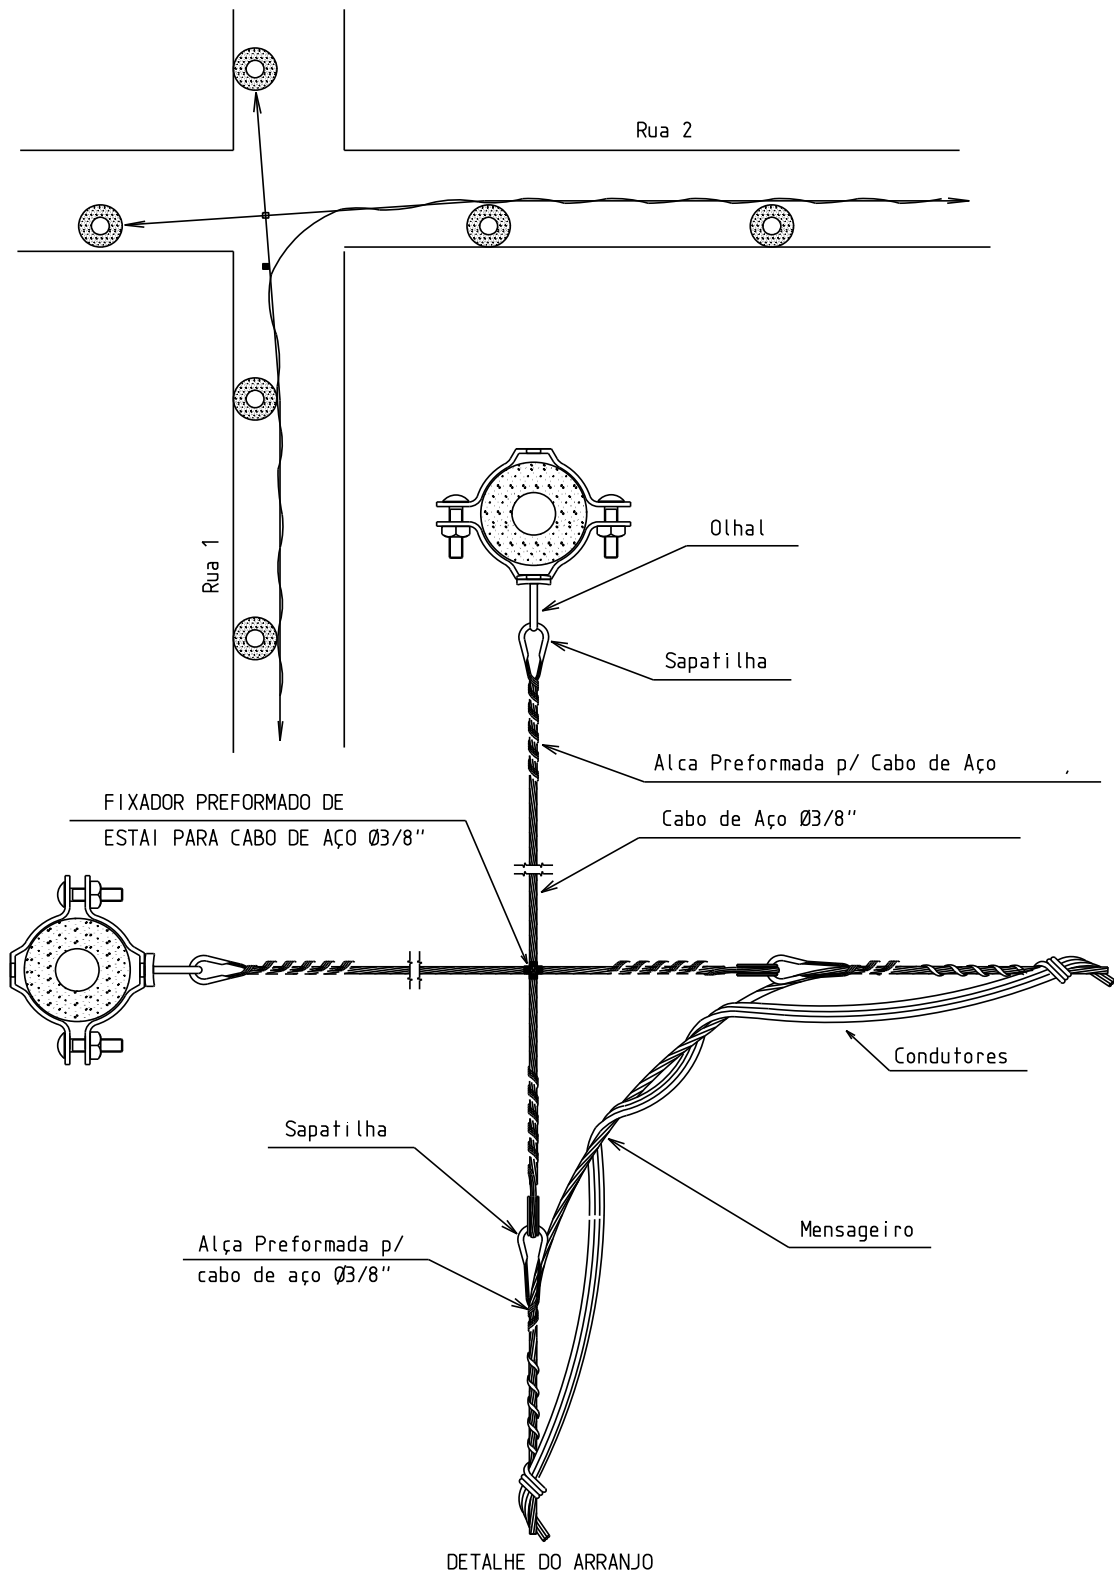 Rua 2
Rua 1
Olhal
Sapatilha
Alca Preformada p/ Cabo de Aço
,
FIXADOR PREFORMADO DE
ESTAI PARA CABO DE AÇO Ø3/8"
Cabo de Aço Ø3/8"
Condutores
Sapatilha
Mensageiro
Alça Preformada p/
cabo de aço Ø3/8"
DETALHE DO ARRANJO